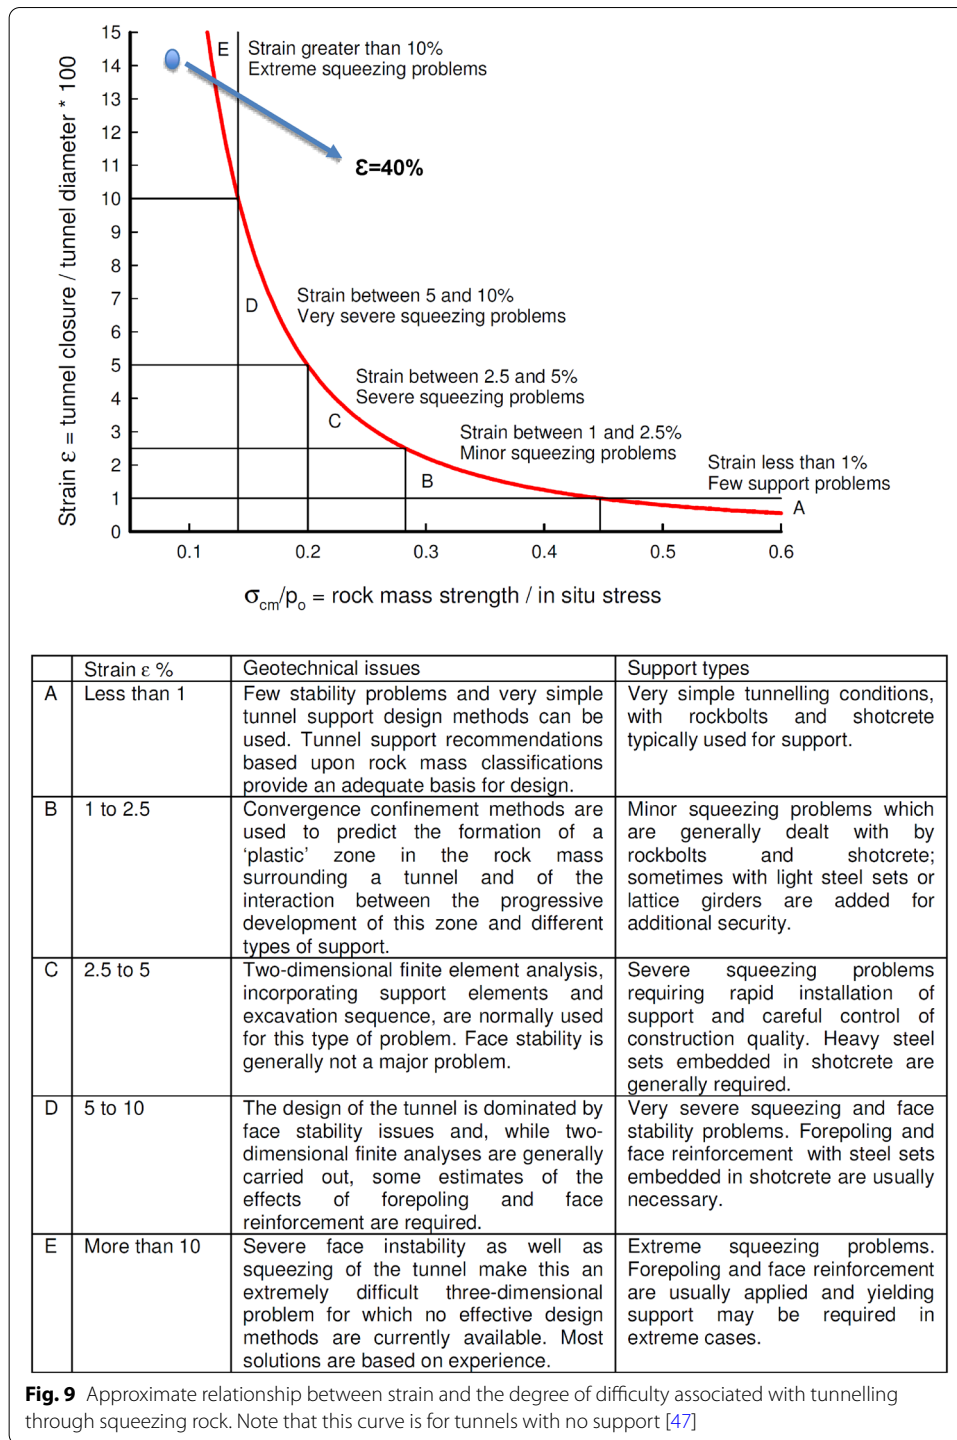 Strain ε = tunnel closure / tunnel diameter * 100
15
14
13
12
11
10
9
8
7
6
5
4
3
2
1
0
E
Strain greater than 10%
Extreme squeezing problems
Ɛ=40%
D
Strain between 5 and 10%
Very severe squeezing problems
Strain between 2.5 and 5%
Severe squeezing problems
C
Strain between 1 and 2.5%
Minor squeezing problems
B
Strain less than 1%
Few support problems
A
0.1 0.2 0.3 0.4 0.5 0.6
σcm/po = rock mass strength / in situ stress
Strain ε % Geotechnical issues Support types
A
Less than 1
Few stability problems and very simple
tunnel support design methods can be
used. Tunnel support recommendations
based upon rock mass classifications
provide an adequate basis for design.
Very simple tunnelling conditions,
with rockbolts and shotcrete
typically used for support.
B
1 to 2.5
Convergence confinement methods are
used to predict the formation of a
‘plastic’ zone in the rock mass
surrounding a tunnel and of the
interaction between the progressive
development of this zone and different
types of support.
Minor squeezing problems which
are generally dealt with by
rockbolts and shotcrete;
sometimes with light steel sets or
lattice girders are added for
additional security.
C
2.5 to 5
Two-dimensional finite element analysis,
incorporating support elements and
excavation sequence, are normally used
for this type of problem. Face stability is
generally not a major problem.
Severe squeezing problems
requiring rapid installation of
support and careful control of
construction quality. Heavy steel
sets embedded in shotcrete are
generally required.
D
5 to 10
The design of the tunnel is dominated by
face stability issues and, while two-
dimensional finite analyses are generally
carried out, some estimates of the
effects of forepoling and face
reinforcement are required.
Very severe squeezing and face
stability problems. Forepoling and
face reinforcement with steel sets
embedded in shotcrete are usually
necessary.
E
More than 10
Severe face instability as well as
squeezing of the tunnel make this an
extremely difficult three-dimensional
problem for which no effective design
methods are currently available. Most
solutions are based on experience.
Extreme squeezing problems.
Forepoling and face reinforcement
are usually applied and yielding
support may be required in
extreme cases.
Fig. 9 Approximate relationship between strain and the degree of difficulty associated with tunnelling
through squeezing rock. Note that this curve is for tunnels with no support [47]